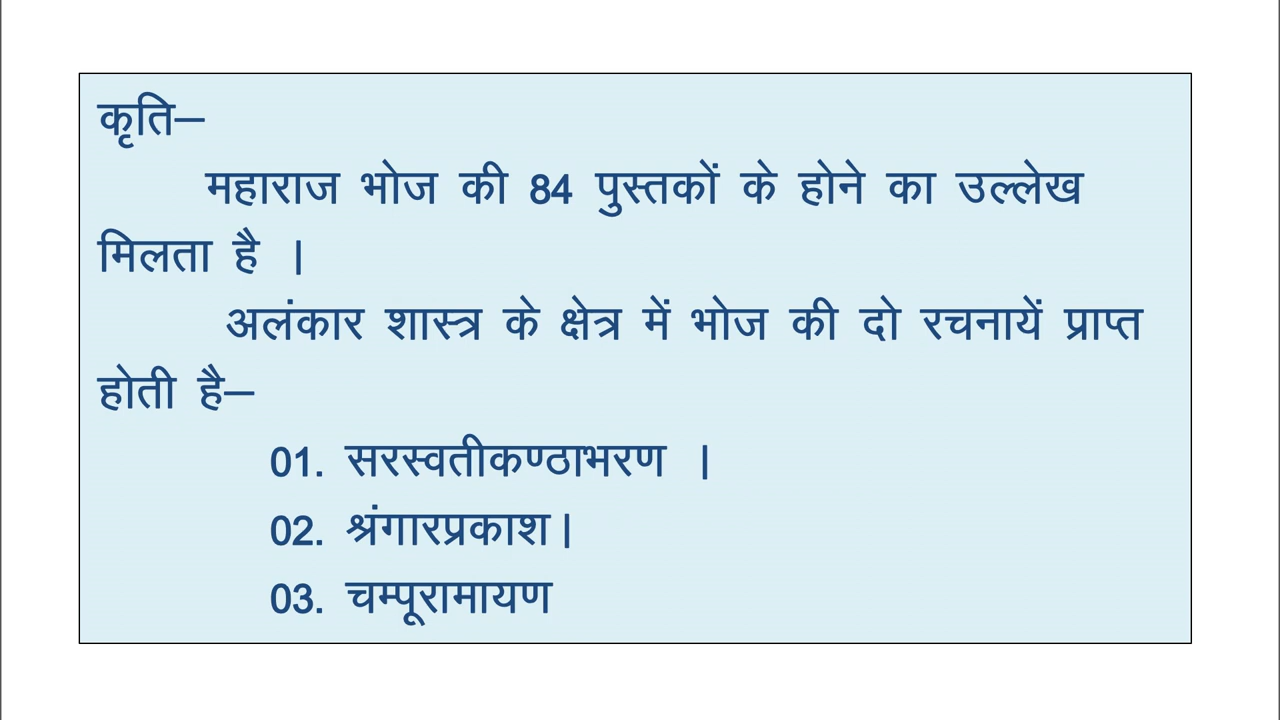 कृति–
महाराज भोज की 84 पुस्तकों के होने का उल्लेख
मिलता है ।
अलंकार शास्त्र के क्षेत्र में भोज की दो रचनायें प्राप्त
होती है–
01. सरस्वतीकण्ठाभरण ।
02. श्रंगारप्रकाश।
03. चम्पूरामायण